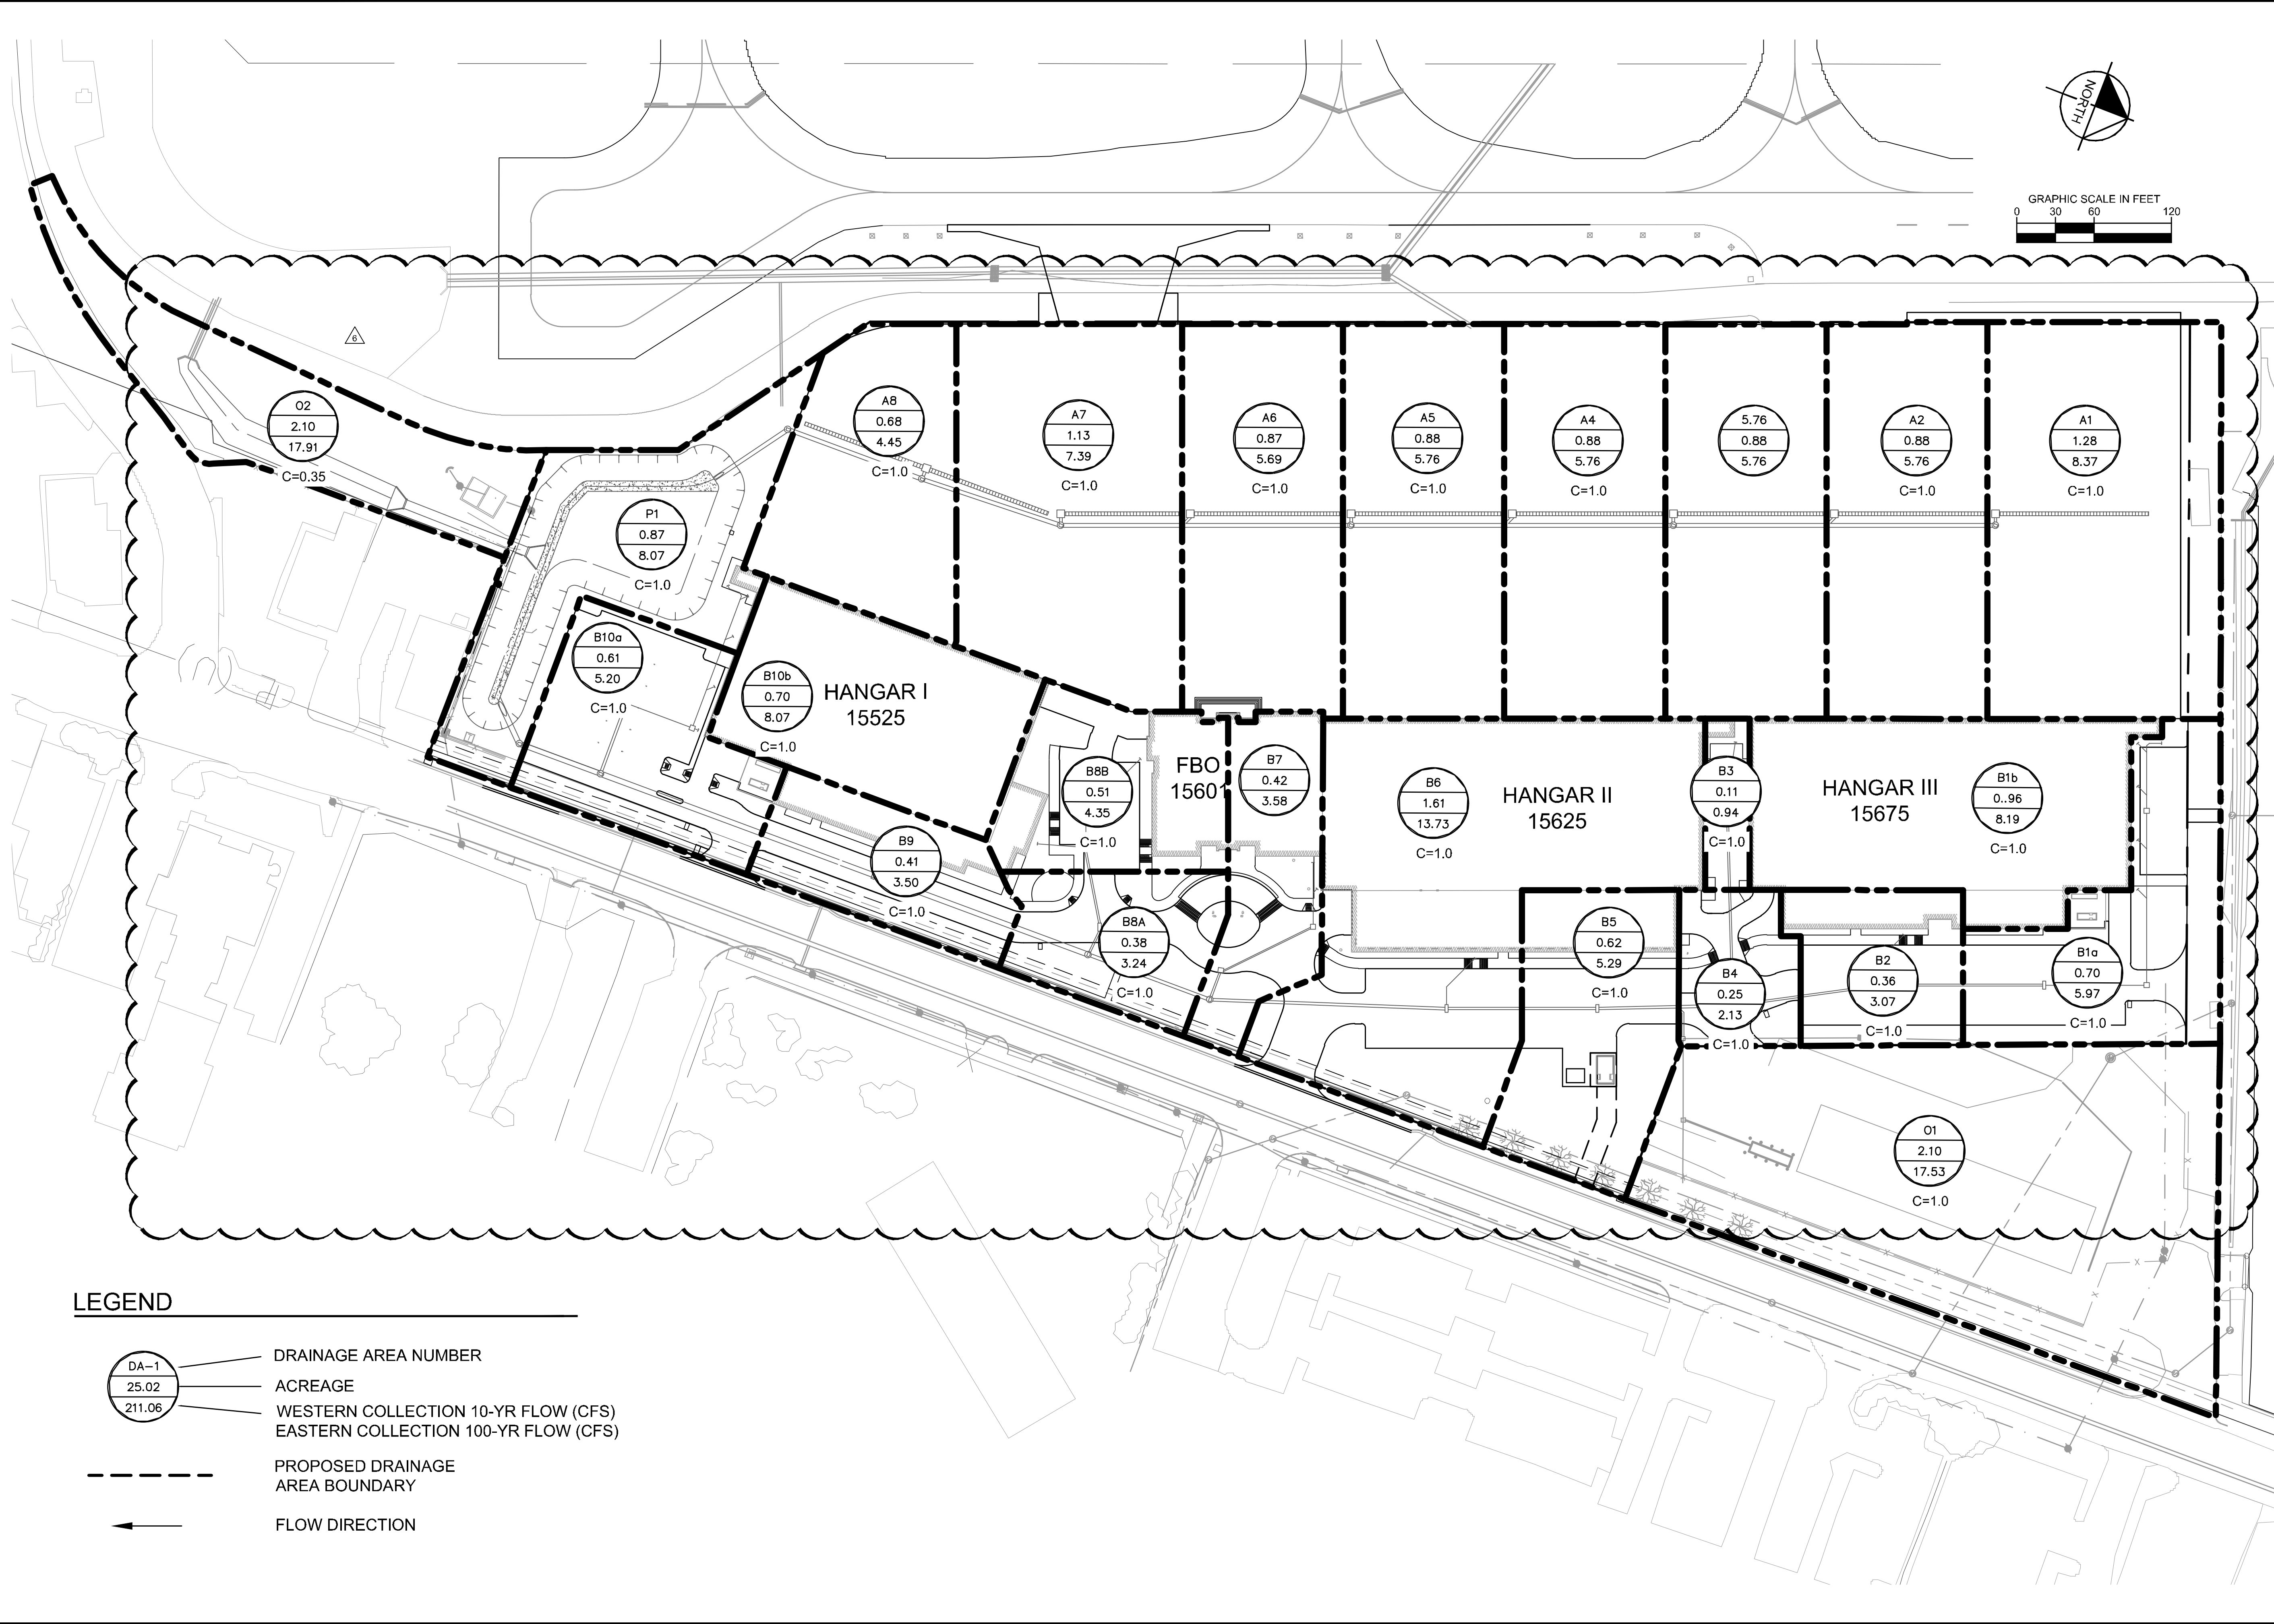 NORTH
GRAPHIC SCALE IN FEET
0 30 60 120
6
O2
2.10
17.91
C=0.35
A8
0.68
4.45
C=1.0
A7
1.13
7.39
C=1.0
A6
0.87
5.69
C=1.0
A5
0.88
5.76
C=1.0
A4
0.88
5.76
C=1.0
5.76
0.88
5.76
A2
0.88
5.76
C=1.0
A1
1.28
8.37
C=1.0
P1
0.87
8.07
C=1.0
B10a
0.61
5.20
C=1.0
B10b
0.70
8.07
C=1.0
HANGAR I
15525
B8B
0.51
4.35
C=1.0
FBO
15601
B7
0.42
3.58
B6
1.61
13.73
C=1.0
HANGAR II
15625
B3
0.11
0.94
C=1.0
HANGAR III
15675
B1b
0..96
8.19
C=1.0
B9
0.41
3.50
C=1.0
B8A
0.38
3.24
C=1.0
B5
0.62
5.29
C=1.0
B4
0.25
2.13
C=1.0
B2
0.36
3.07
C=1.0
B1a
0.70
5.97
C=1.0
O1
2.10
17.53
C=1.0
LEGEND
DA-1
25.02
211.06
DRAINAGE AREA NUMBER
ACREAGE
WESTERN COLLECTION 10-YR FLOW (CFS)
EASTERN COLLECTION 100-YR FLOW (CFS)
PROPOSED DRAINAGE
AREA BOUNDARY
FLOW DIRECTION